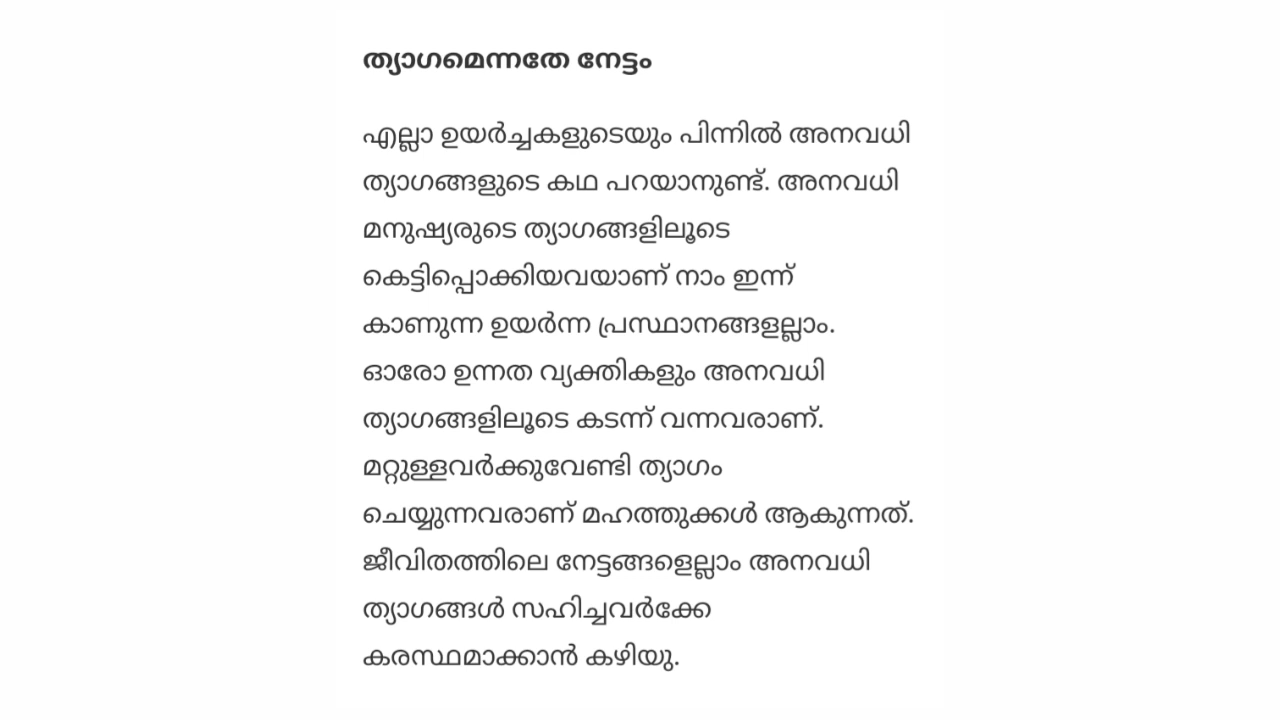 ത്യാഗമെന്നതേ നേട്ടം
എല്ലാ ഉയർച്ചകളുടെയും പിന്നിൽ അനവധി
ത്യാഗങ്ങളുടെ കഥ പറയാനുണ്ട്. അനവധി
മനുഷ്യരുടെ ത്യാഗങ്ങളിലൂടെ
കെട്ടിപ്പൊക്കിയവയാണ് നാം ഇന്ന്
കാണുന്ന ഉയർന്ന പ്രസ്ഥാനങ്ങളല്ലാം.
ഓരോ ഉന്നത വ്യക്തികളും അനവധി
ത്യാഗങ്ങളിലൂടെ കടന്ന് വന്നവരാണ്.
മറ്റുള്ളവർക്കുവേണ്ടി ത്യാഗം
ചെയ്യുന്നവരാണ് മഹത്തുക്കൾ ആകുന്നത്.
ജീവിതത്തിലെ നേട്ടങ്ങളെല്ലാം അനവധി
ത്യാഗങ്ങൾ സഹിച്ചവർക്കേ
കരസ്ഥമാക്കാൻ കഴിയു.